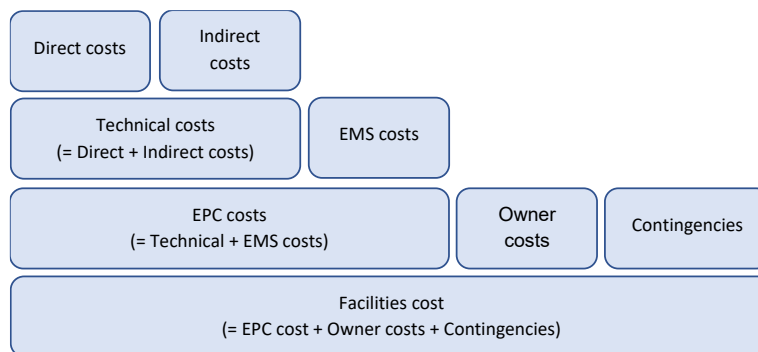 Direct costs
Indirect
costs
Technical costs
(= Direct + Indirect costs)
EMS costs
EPC costs
(= Technical + EMS costs)
Owner
costs
Contingencies
Facilities cost
(= EPC cost + Owner costs + Contingencies)